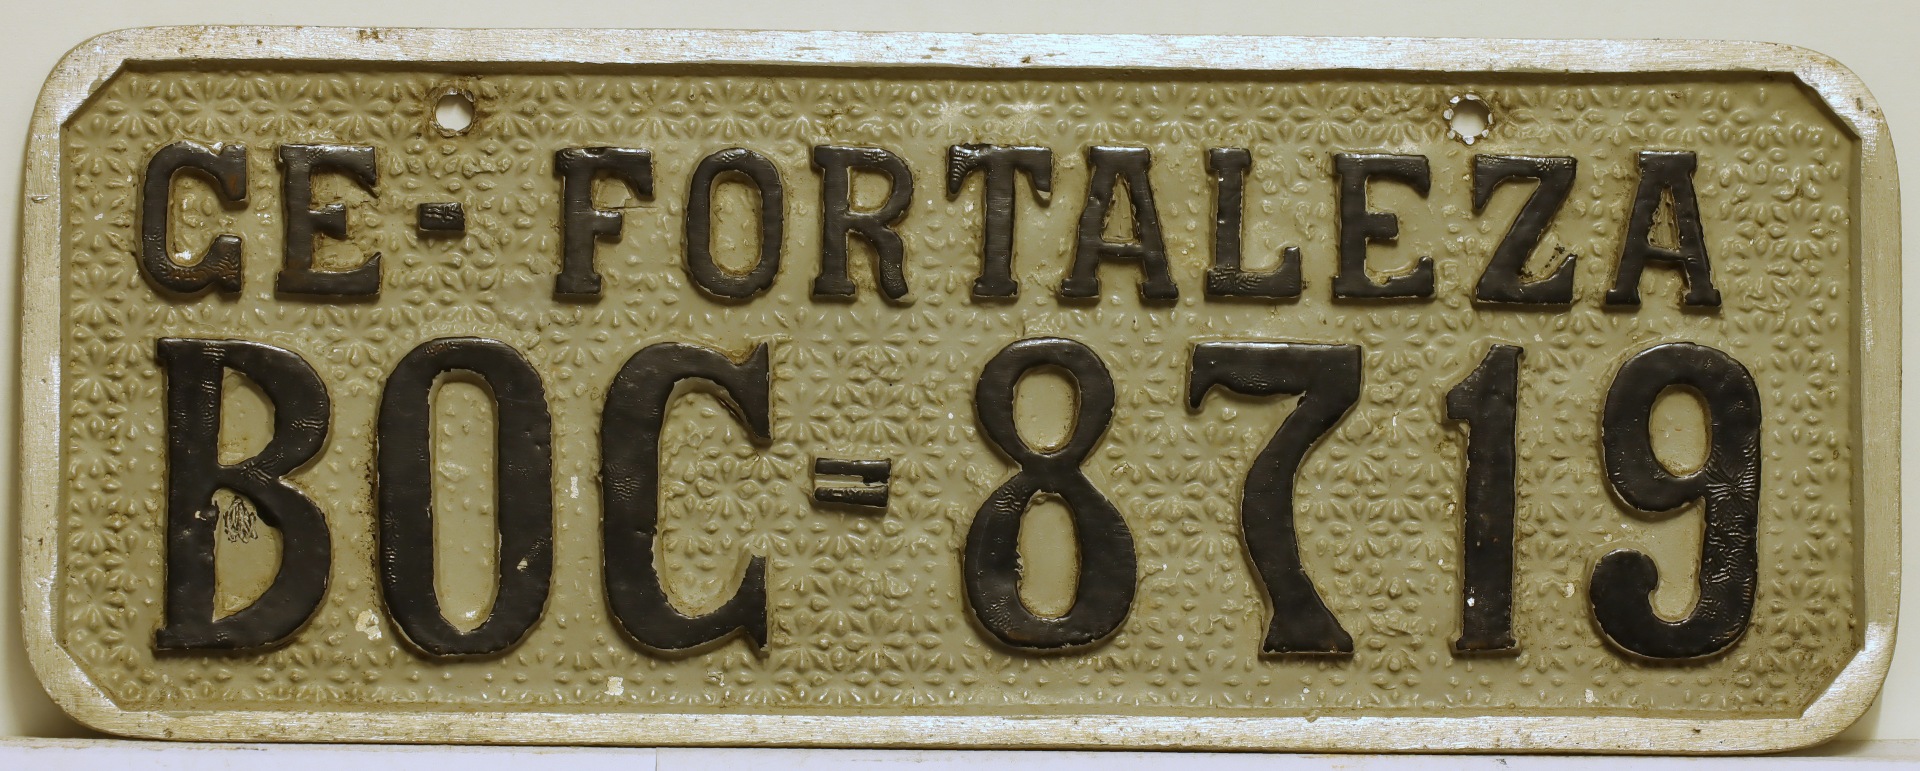 CE - FORTALEZA
BOC = 8719